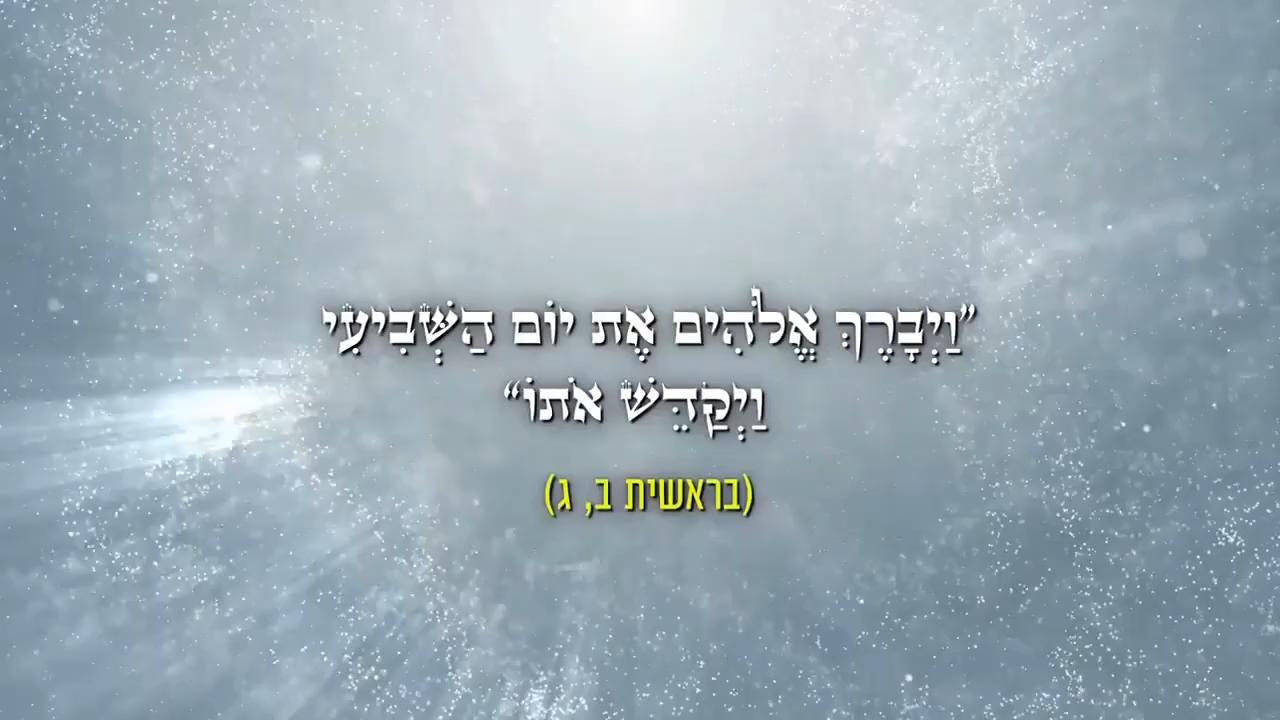 "וַיְבָרֶךְ אֱלֹהִים אֶת יוֹם הַשְּׁבִיעִי
וַיְקַדֵּשׁ אֹתוֹ"
(בראשית ב, ג)